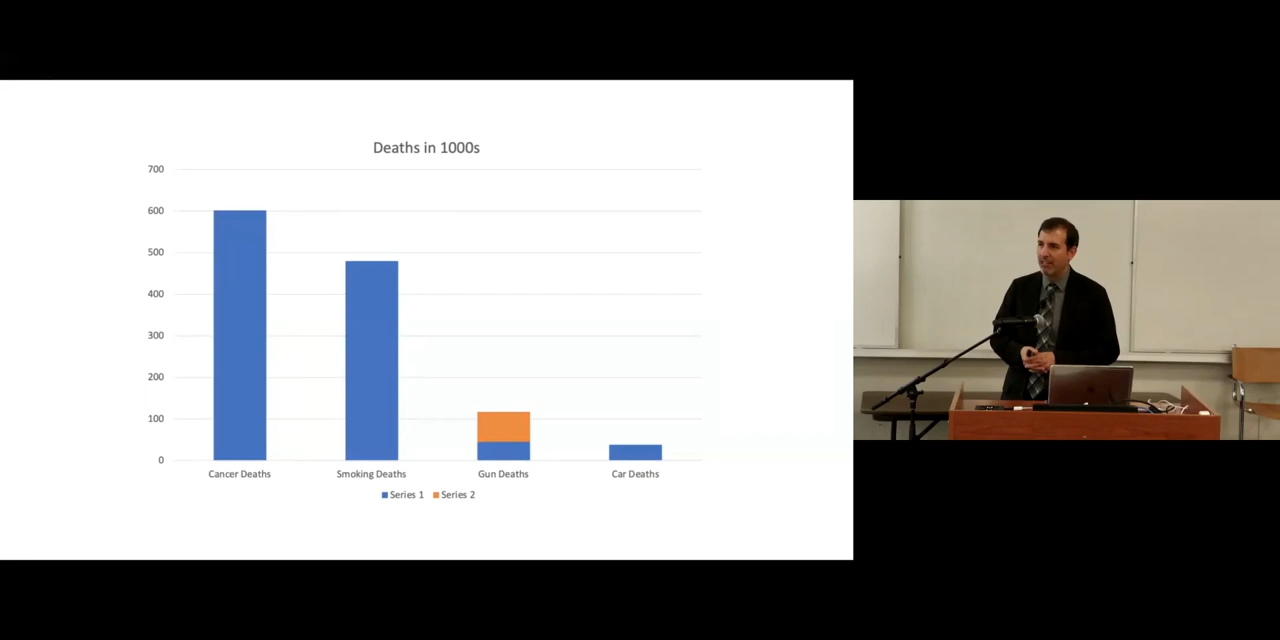 Deaths in 1000s
700
600
500
400
300
200
100
0
Cancer Deaths Smoking Deaths Gun Deaths Car Deaths
Series 1 Series 2